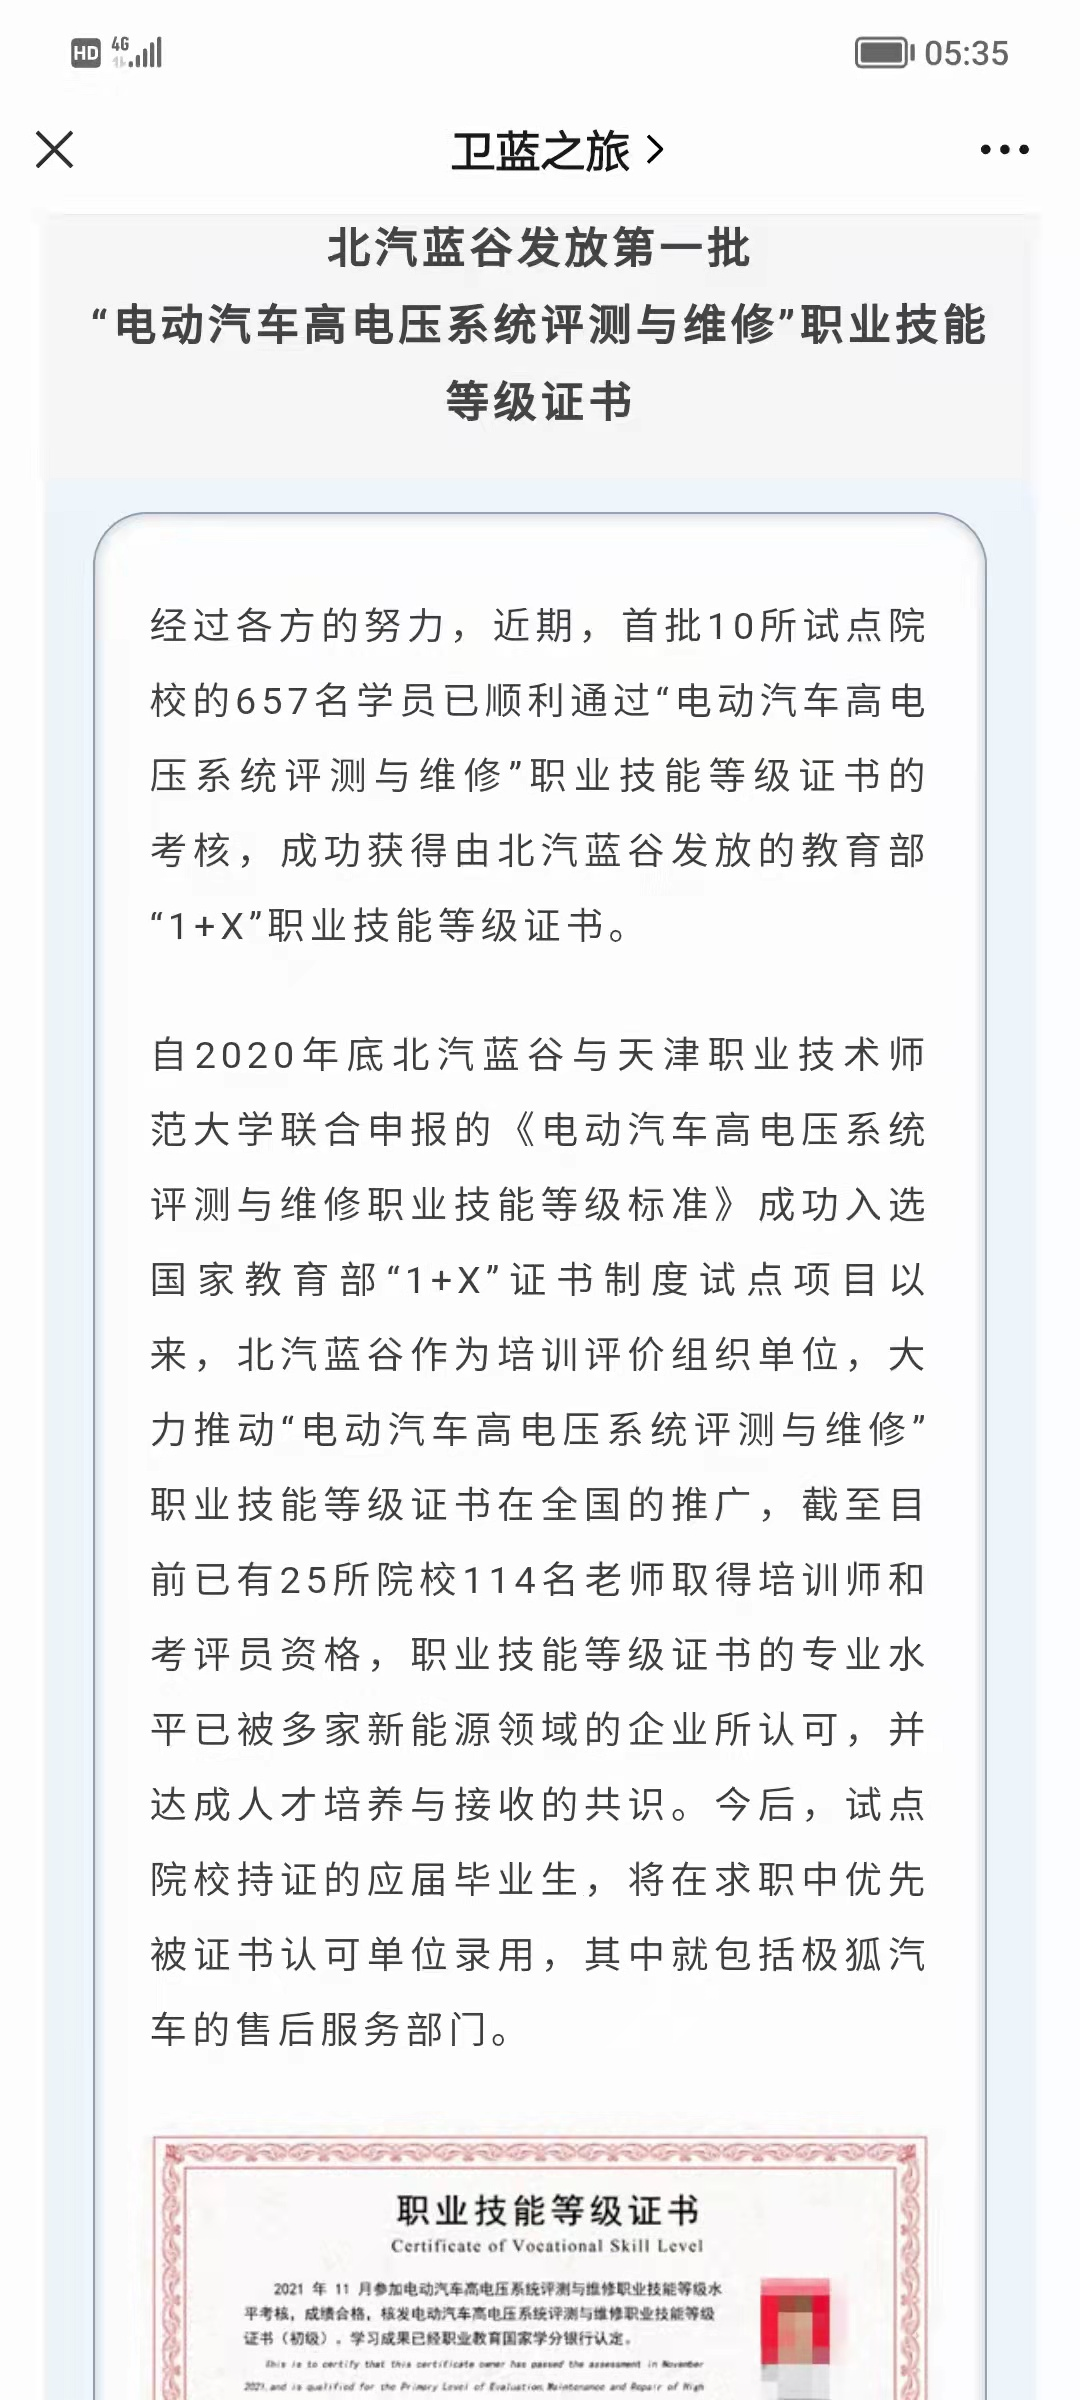 HD 4G 05:35
卫蓝之旅
北汽蓝谷发放第一批
“电动汽车高电压系统评测与维修”职业技能
等级证书
经过各方的努力，近期，首批10所试点院
校的657名学员已顺利通过“电动汽车高电
压系统评测与维修”职业技能等级证书的
考核，成功获得由北汽蓝谷发放的教育部
“1+X”职业技能等级证书。
自2020年底北汽蓝谷与天津职业技术师
范大学联合申报的《电动汽车高电压系统
评测与维修职业技能等级标准》成功入选
国家教育部“1+X”证书制度试点项目以
来，北汽蓝谷作为培训评价组织单位，大
力推动“电动汽车高电压系统评测与维修”
职业技能等级证书在全国的推广，截至目
前已有25所院校114名老师取得培训师和
考评员资格，职业技能等级证书的专业水
平已被多家新能源领域的企业所认可，并
达成人才培养与接收的共识。今后，试点
院校持证的应届毕业生，将在求职中优先
被证书认可单位录用，其中就包括极狐汽
车的售后服务部门。
职业技能等级证书
Certificate of Vocational Skill Level
2021 年 11 月参加电动汽车高电压系统评测与维修职业技能等级水
平考核，成绩合格，核发电动汽车高电压系统评测与维修职业技能等级
证书（初级）。学习成果已经职业教育国家学分银行认定。
This is to certify that this certificate owner has passed the assessment in November
2021,and is qualified for the Primary Level of Evaluation,Maintenance and Repair of High